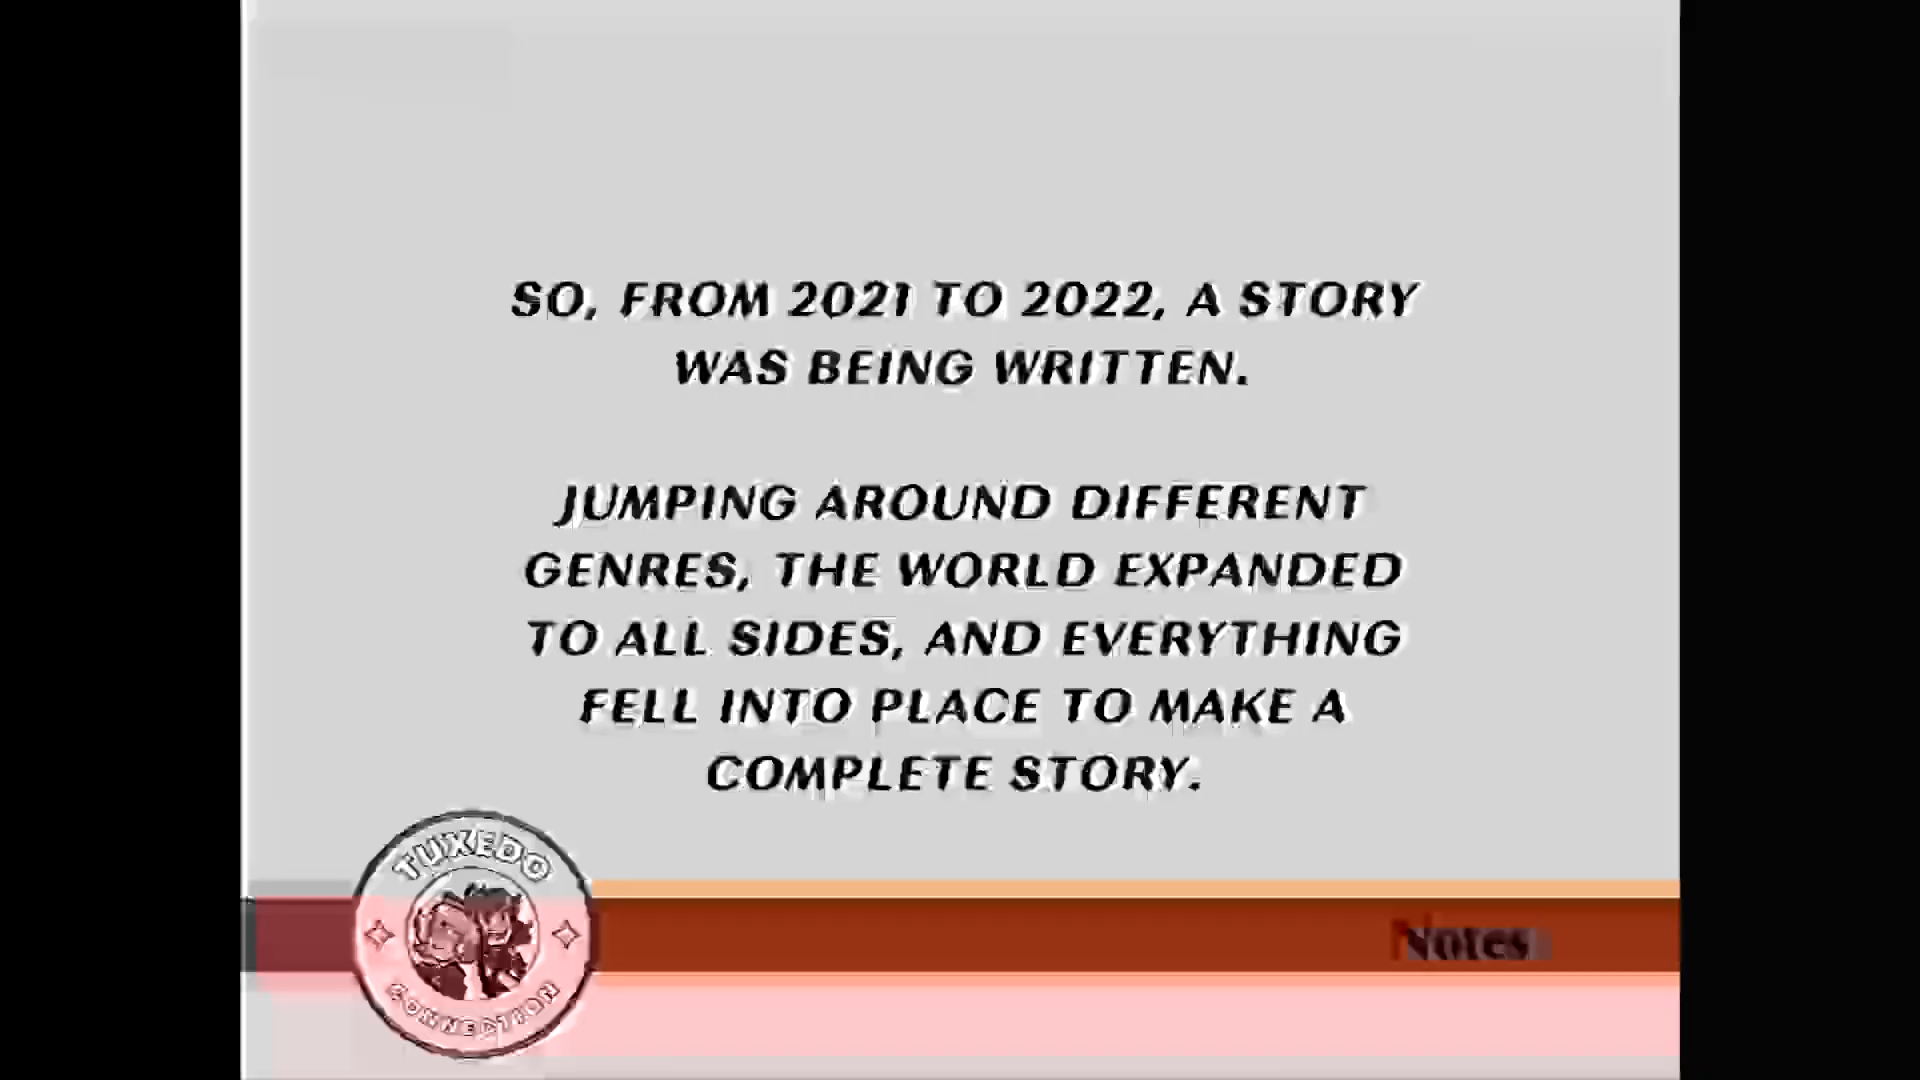 SO, FROM 2021 TO 2022, A STORY
WAS BEING WRITTEN.
JUMPING AROUND DIFFERENT
GENRES, THE WORLD EXPANDED
TO ALL SIDES, AND EVERYTHING
FELL INTO PLACE TO MAKE A
COMPLETE STORY.
TUXEDO
CONNECTION
Notes